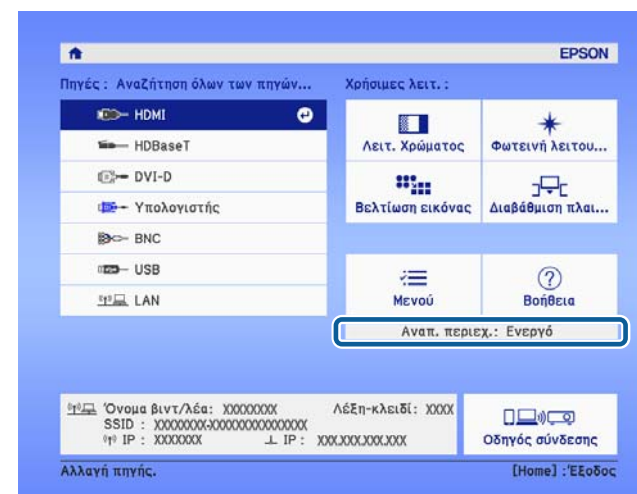 EPSON
Πηγές : Αναζήτηση όλων των πηγών...
Χρήσιμες λειτ. :
HDMI
HDBaseT
DVI-D
Υπολογιστής
BNC
USB
LAN
Λειτ. Χρώματος
Φωτεινή λειτου...
Βελτίωση εικόνας
Διαβάθμιση πλαι...
Μενού
Βοήθεια
Αναπ. περιεχ.: Ενεργό
Όνομα βιντ/λέα: XXXXXXXX Λέξη-κλειδί: XXXX
SSID : XXXXXXXX-XXXXXXXXXXXXXXX
IP : XXXXXXX IP : XXX.XXX.XXX.XXX
Οδηγός σύνδεσης
Αλλαγή πηγής.
[Home] :Έξοδος